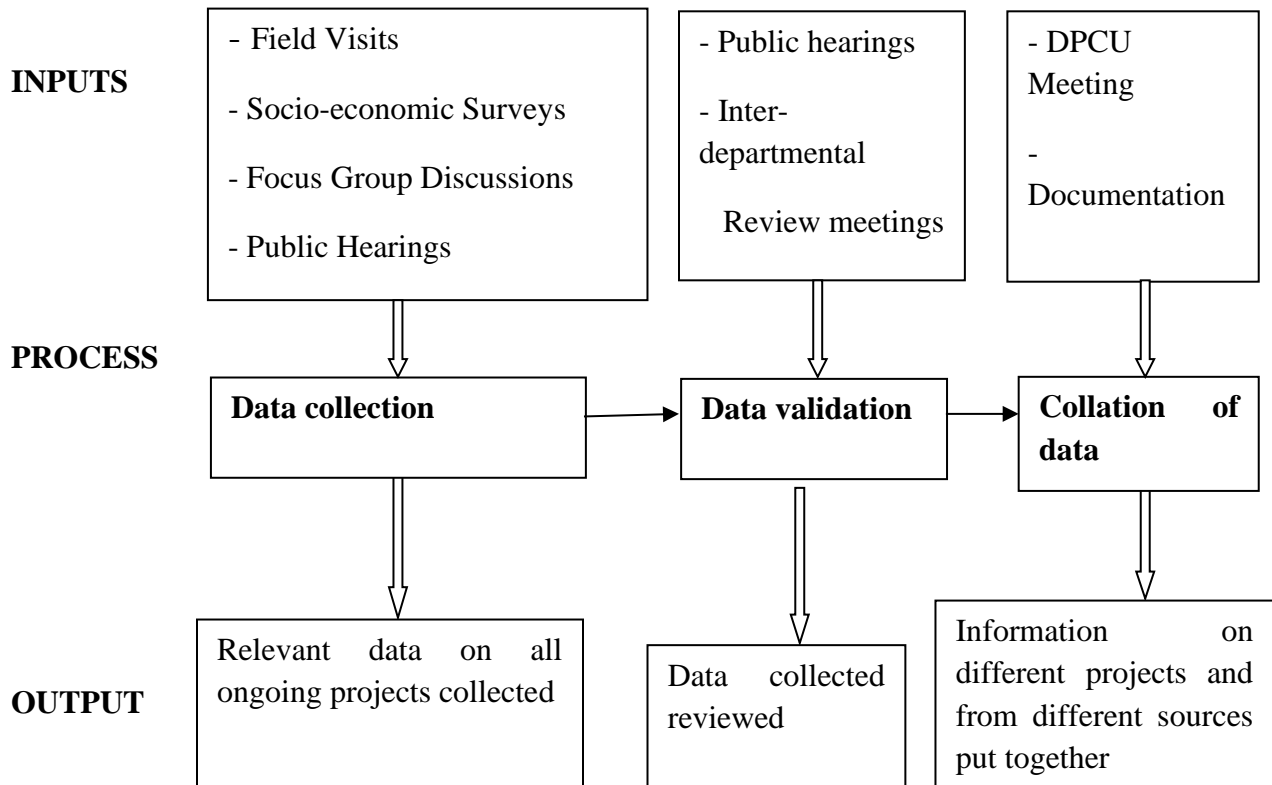 INPUTS
- Field Visits
- Socio-economic Surveys
- Focus Group Discussions
- Public Hearings
- Public hearings
- Inter-
departmental
Review meetings
- DPCU
Meeting
-
Documentation
PROCESS
Data collection
Data validation
Collation of
data
OUTPUT
Relevant data on all
ongoing projects collected
Data collected
reviewed
Information on
different projects and
from different sources
put together